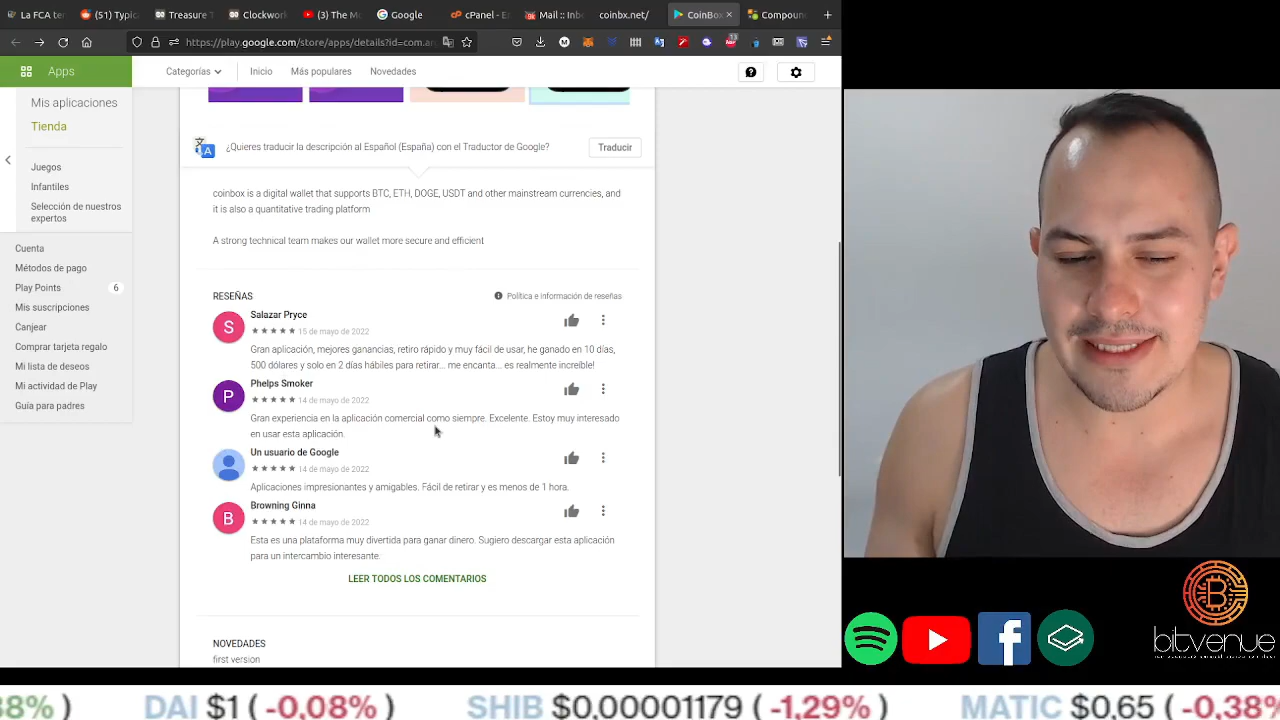 La FCA ter
(51) Typic
Treasure T
Clockwork
(3) The Mo
Google
cPanel - E
Mail :: Inb
coinbx.net/
CoinBox
Compoun
https://play.google.com/store/apps/details?id=com.ar
Apps
Categorías
Inicio
Más populares
Novedades
Mis aplicaciones
Tienda
Juegos
Infantiles
Selección de nuestros
expertos
Cuenta
Métodos de pago
Play Points 6
Mis suscripciones
Canjear
Comprar tarjeta regalo
Mi lista de deseos
Mi actividad de Play
Guía para padres
¿Quieres traducir la descripción al Español (España) con el Traductor de Google?
Traducir
coinbox is a digital wallet that supports BTC, ETH, DOGE, USDT and other mainstream currencies, and
it is also a quantitative trading platform
A strong technical team makes our wallet more secure and efficient
RESEÑAS
Política e información de reseñas
S
Salazar Pryce
15 de mayo de 2022
Gran aplicación, mejores ganancias, retiro rápido y muy fácil de usar, he ganado en 10 días,
500 dólares y solo en 2 días hábiles para retirar... me encanta... es realmente increíble!
P
Phelps Smoker
14 de mayo de 2022
Gran experiencia en la aplicación comercial como siempre. Excelente. Estoy muy interesado
en usar esta aplicación.
Un usuario de Google
14 de mayo de 2022
Aplicaciones impresionantes y amigables. Fácil de retirar y es menos de 1 hora.
B
Browning Ginna
14 de mayo de 2022
Esta es una plataforma muy divertida para ganar dinero. Sugiero descargar esta aplicación
para un intercambio interesante.
LEER TODOS LOS COMENTARIOS
NOVEDADES
first version
bitvenue
38% ) DAI $1 ( -0,08% ) SHIB $0,00001179 ( -1,29% ) MATIC $0,65 ( -0.38%